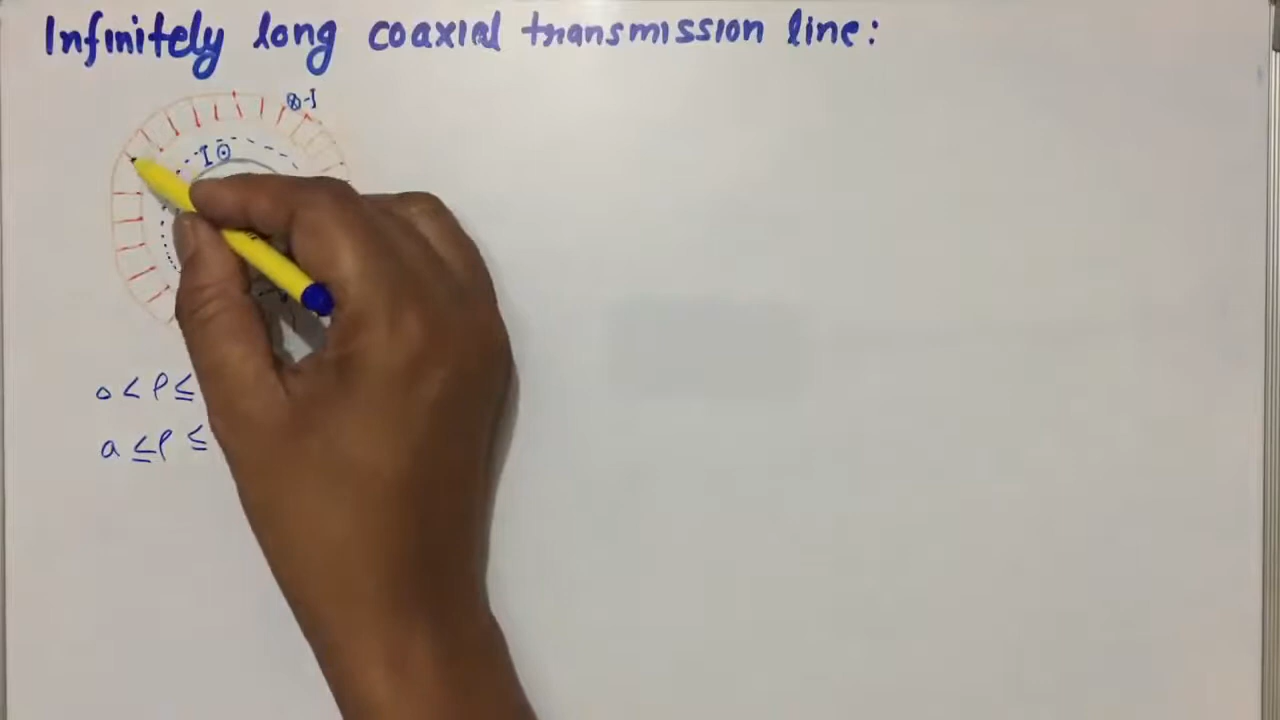 Infinitely long coaxial transmission line:
⊗-I
I ⊙
0 < ρ ≤
a ≤ ρ ≤